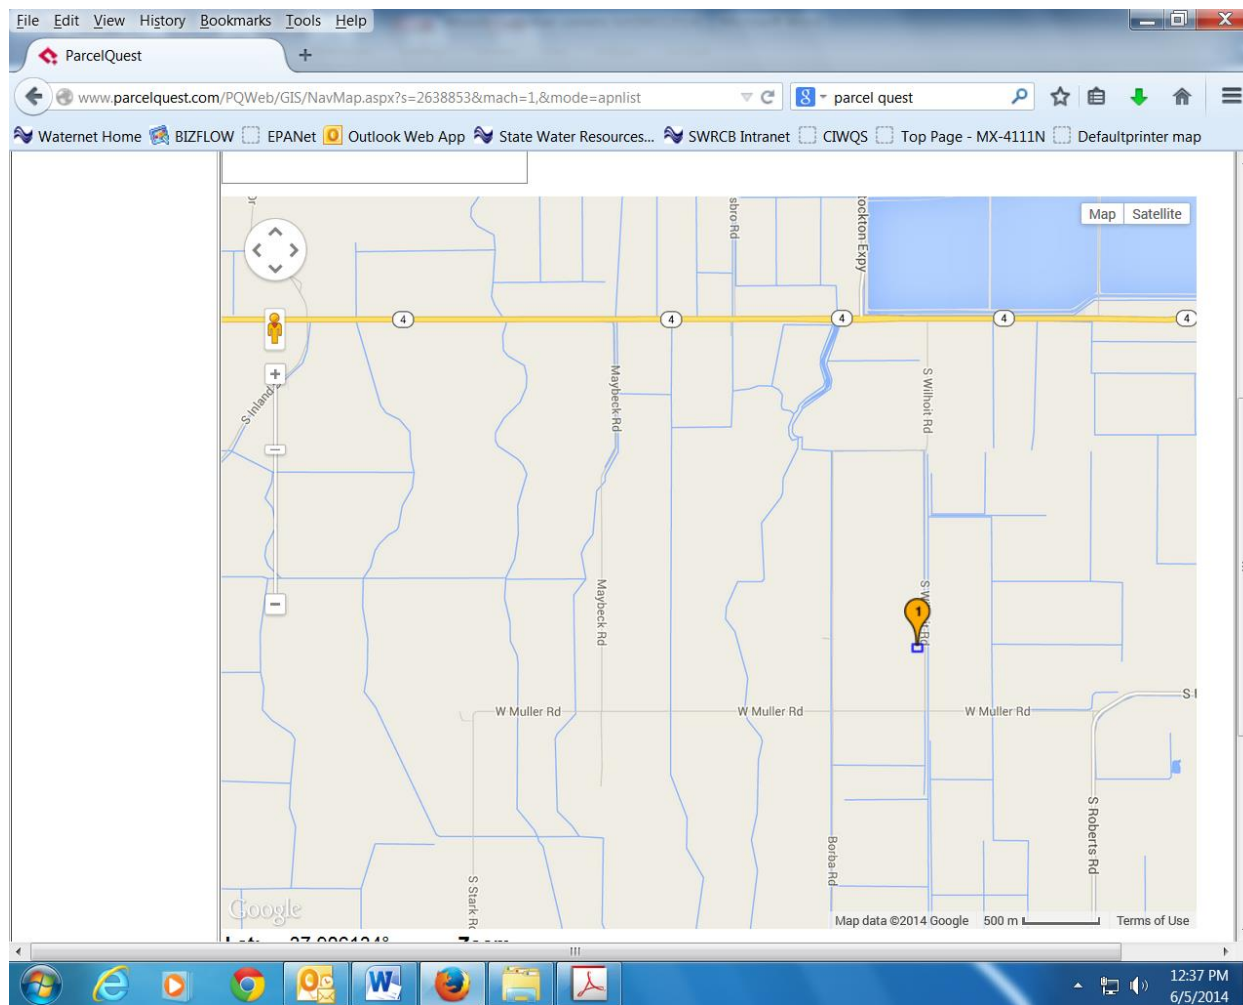 File Edit View History Bookmarks Tools Help
ParcelQuest
www.parcelquest.com/PQWeb/GIS/NavMap.aspx?s=2638853&mach=1,&mode=apnlist
parcel quest
Waternet Home BIZFLOW EPANet Outlook Web App State Water Resources... SWRCB Intranet CIWQS Top Page - MX-4111N Defaultprinter map
Dr
sbro Rd
ockton Expy
Map Satellite
4 4 4 4 4
S Inland
Maybeck Rd
S Wilhoit Rd
Maybeck Rd
1
W Muller Rd
W Muller Rd
W Muller Rd
S Stark Rd
Borba Rd
S Roberts Rd
Google
Map data ©2014 Google 500 m Terms of Use
12:37 PM
6/5/2014